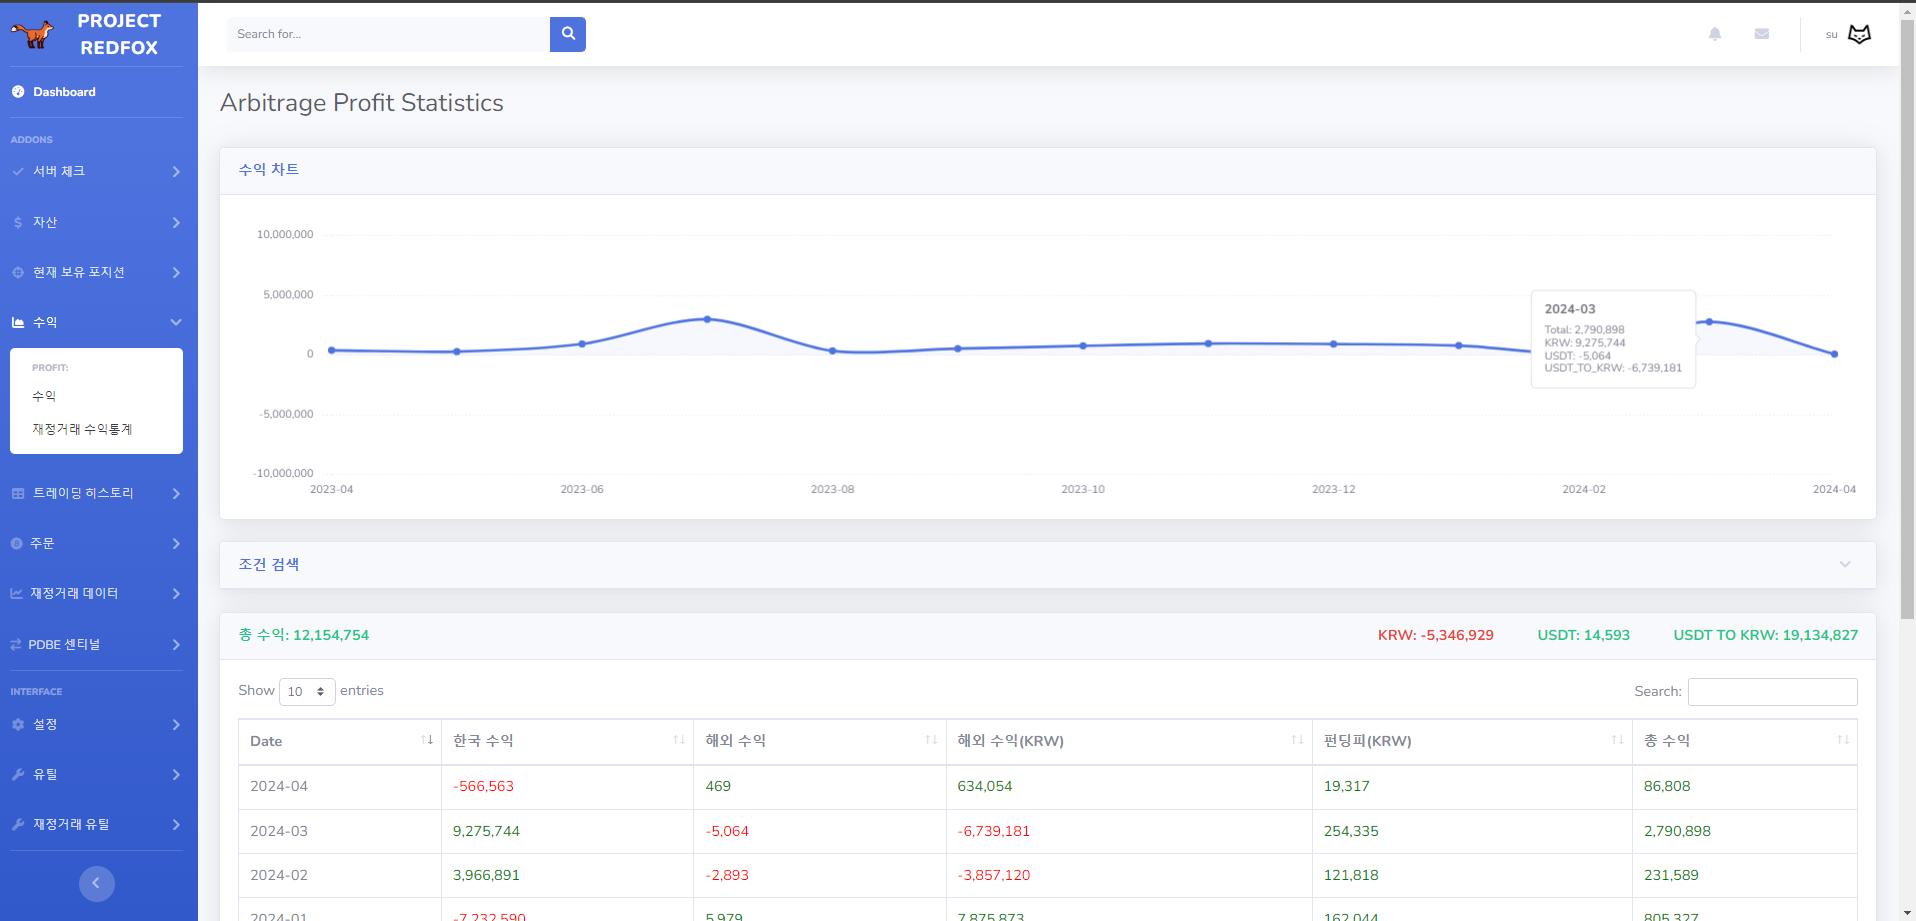 PROJECT
REDFOX
Search for...
su
Dashboard
ADDONS
서버 체크
자산
현재 보유 포지션
수익
PROFIT:
수익
재정거래 수익통계
트레이딩 히스토리
주문
재정거래 데이터
PDBE 센티널
INTERFACE
설정
유틸
재정거래 유틸
Arbitrage Profit Statistics
수익 차트
10,000,000
5,000,000
0
-5,000,000
-10,000,000
2023-04
2023-06
2023-08
2023-10
2023-12
2024-02
2024-04
2024-03
Total: 2,790,898
KRW: 9,275,744
USDT: -5,064
USDT_TO_KRW: -6,739,181
조건 검색
총 수익: 12,154,754
KRW: -5,346,929
USDT: 14,593
USDT TO KRW: 19,134,827
Show 10 entries
Search:
Date 한국 수익 해외 수익 해외 수익(KRW) 펀딩피(KRW) 총 수익
2024-04 -566,563 469 634,054 19,317 86,808
2024-03 9,275,744 -5,064 -6,739,181 254,335 2,790,898
2024-02 3,966,891 -2,893 -3,857,120 121,818 231,589
2024-01 -7,232,590 5,979 7,875,873 162,044 805,327